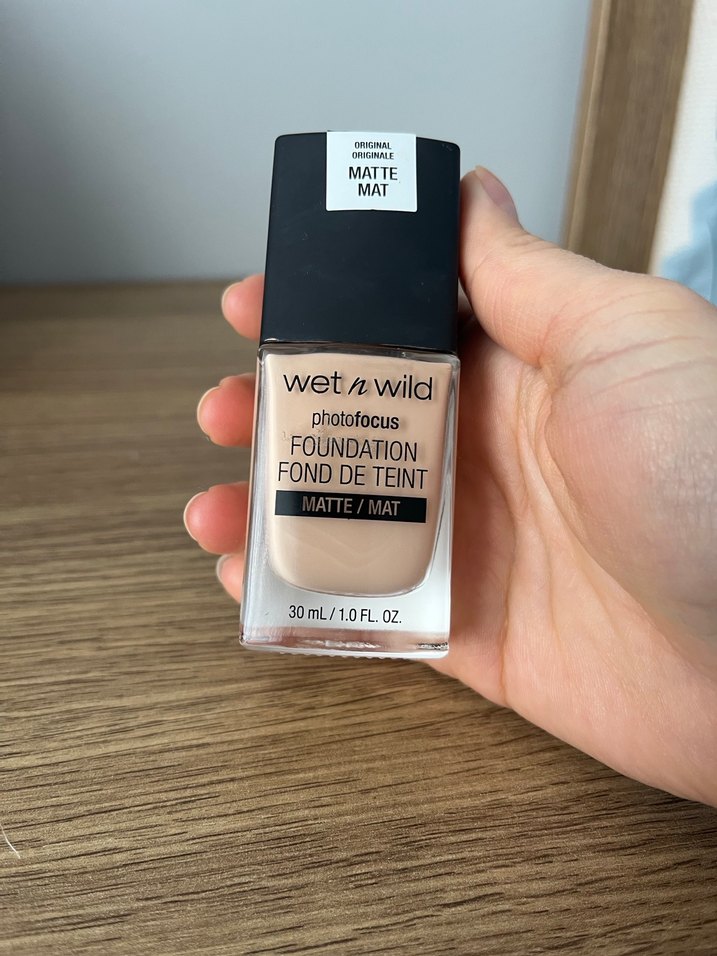 ORIGINAL
ORIGINALE
MATTE
MAT
wet n wild
photofocus
FOUNDATION
FOND DE TEINT
MATTE / MAT
30 mL / 1.0 FL. OZ.